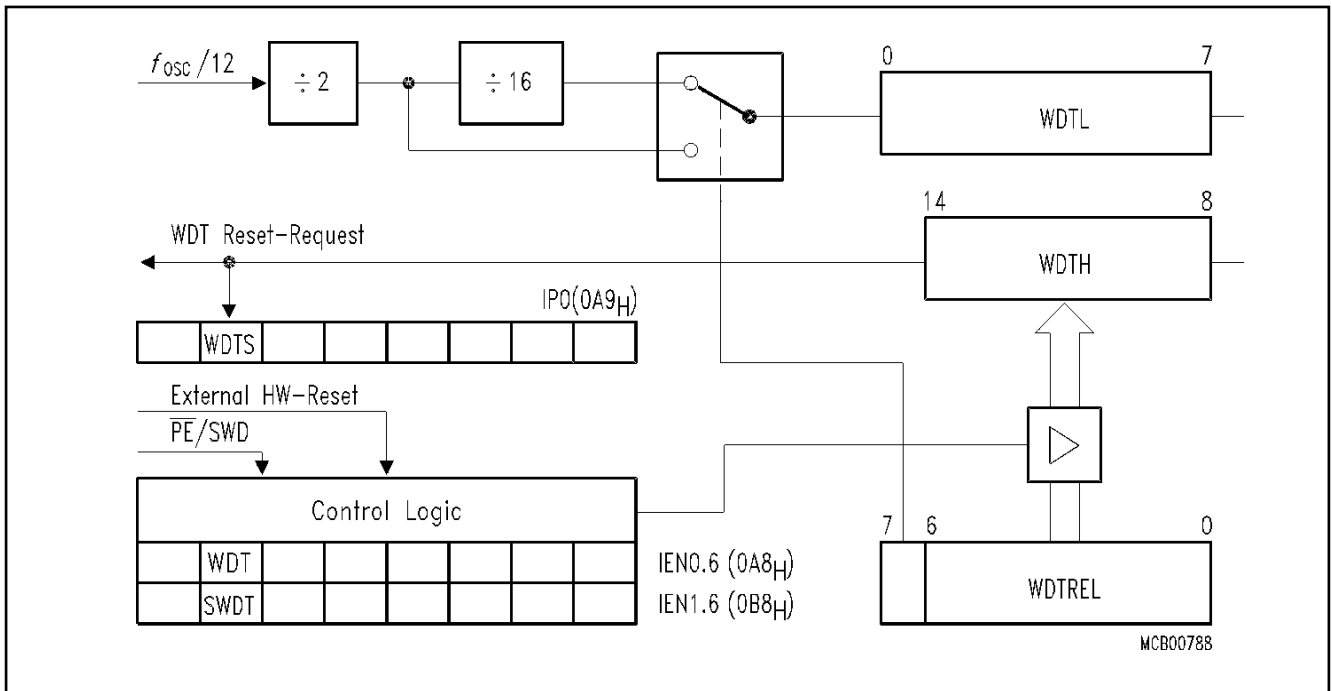 fosc/12
÷2
÷16
0 7
WDTL
14 8
WDTH
WDT Reset-Request
IP0(0A9H)
WDTS
External HW-Reset
PE/SWD
Control Logic
WDT
IEN0.6 (0A8H)
SWDT
IEN1.6 (0B8H)
7 6 0
WDTREL
MCB00788